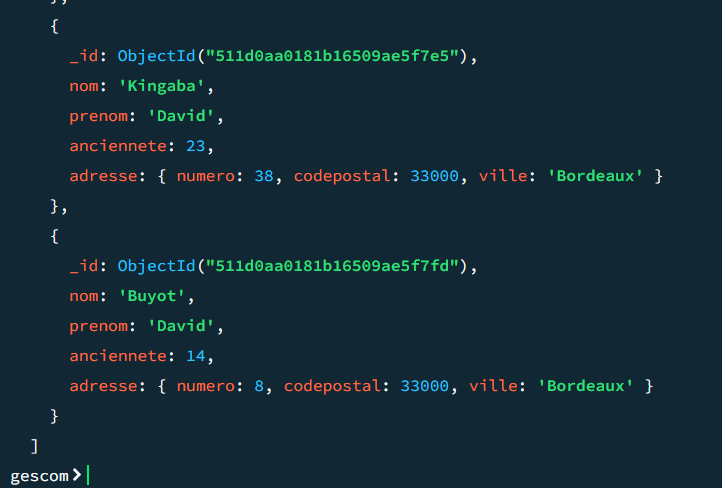 },
{
_id: ObjectId("511d0aa0181b16509ae5f7e5"),
nom: 'Kingaba',
prenom: 'David',
anciennete: 23,
adresse: { numero: 38, codepostal: 33000, ville: 'Bordeaux' }
},
{
_id: ObjectId("511d0aa0181b16509ae5f7fd"),
nom: 'Buyot',
prenom: 'David',
anciennete: 14,
adresse: { numero: 8, codepostal: 33000, ville: 'Bordeaux' }
}
]
gescom>